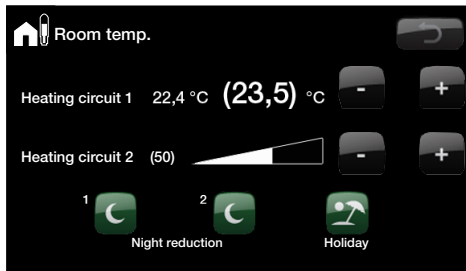 Room temp.
Heating circuit 1 22,4 °C (23,5) °C - +
Heating circuit 2 (50) - +
1 2
Night reduction Holiday